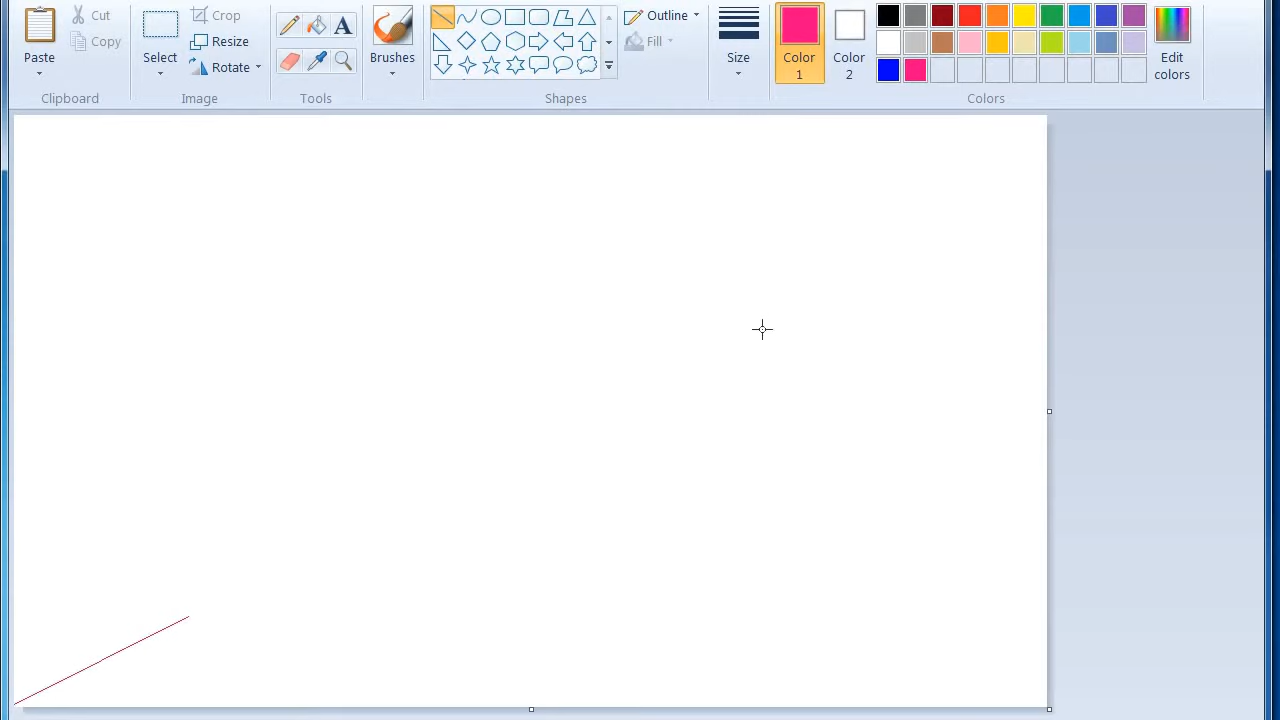 Cut
Crop
Outline
Copy
Resize
Fill
Paste
Select
Rotate
Brushes
Size
Color
1
Color
2
Edit
colors
Clipboard
Image
Tools
Shapes
Colors
A